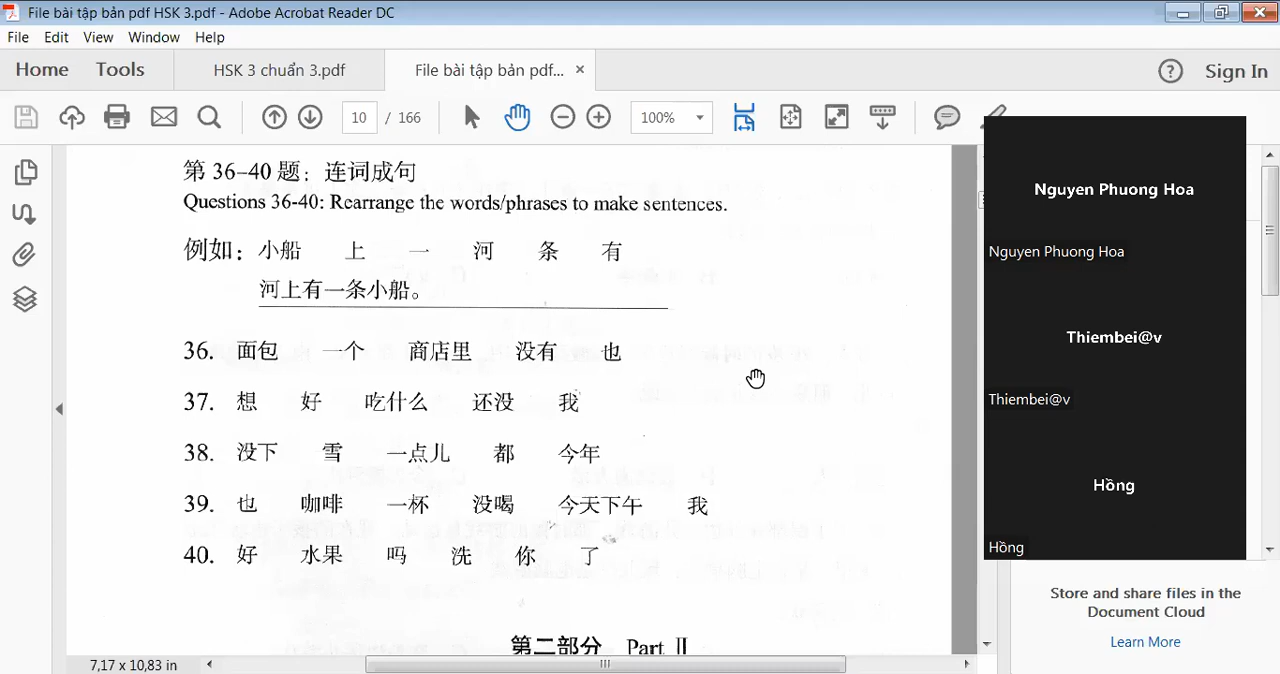 File bài tập bản pdf HSK 3.pdf - Adobe Acrobat Reader DC
File Edit View Window Help
Home Tools HSK 3 chuẩn 3.pdf File bài tập bản pdf... × Sign In
10 / 166 100%
第 36-40 题：连词成句
Questions 36-40: Rearrange the words/phrases to make sentences.
例如：小船 上 一 河 条 有
河上有一条小船。
36. 面包 一个 商店里 没有 也
37. 想 好 吃什么 还没 我
38. 没下 雪 一点儿 都 今年
39. 也 咖啡 一杯 没喝 今天下午 我
40. 好 水果 吗 洗 你 了
第二部分 Part Ⅱ
7,17 x 10,83 in
Nguyen Phuong Hoa
Nguyen Phuong Hoa
Thiembei@v
Thiembei@v
Hồng
Hồng
Store and share files in the
Document Cloud
Learn More